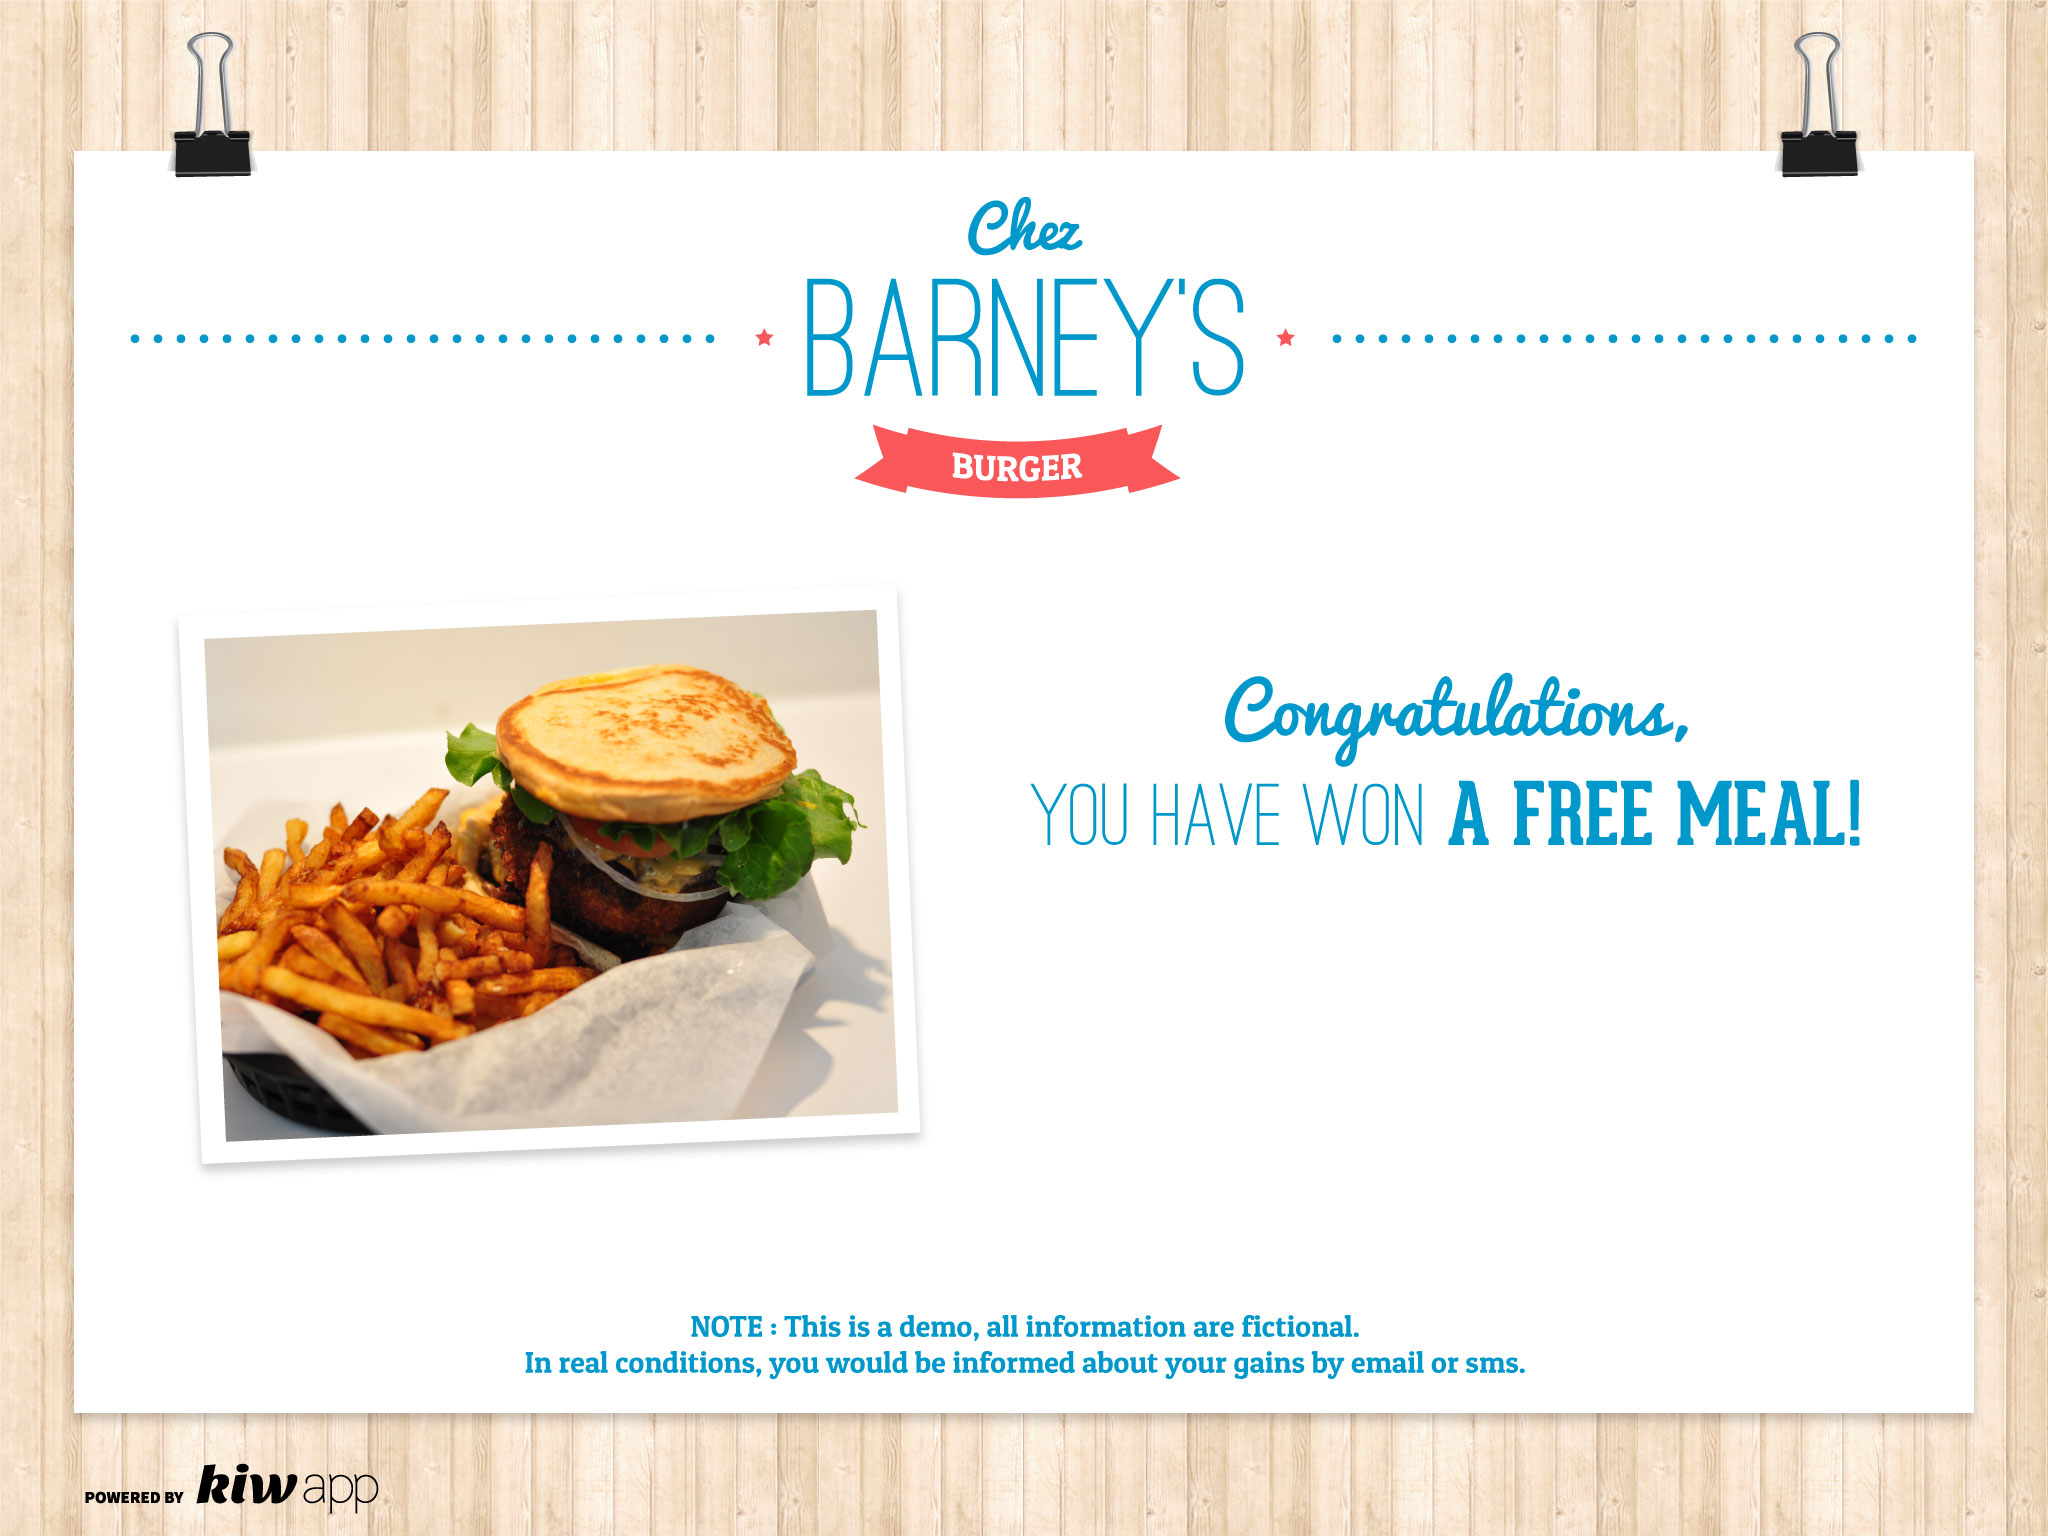 Chez
BARNEY'S
BURGER
Congratulations,
YOU HAVE WON A FREE MEAL!
NOTE : This is a demo, all information are fictional.
In real conditions, you would be informed about your gains by email or sms.
POWERED BY kiwapp